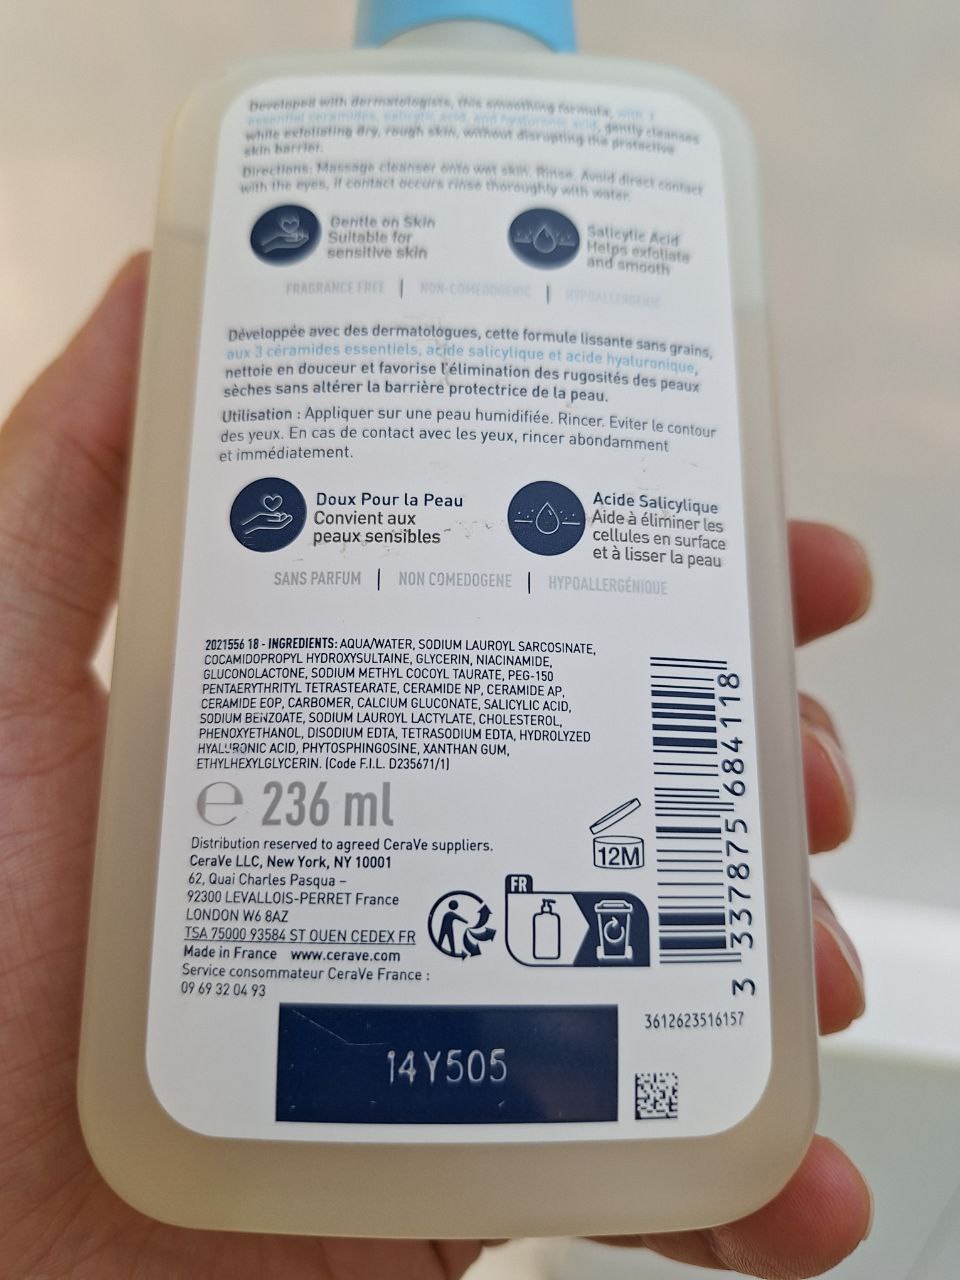 Developed with dermatologists, this smoothing formula, with 3
essential ceramides, salicylic acid, and hyaluronic acid, gently cleanses
while exfoliating dry, rough skin, without disrupting the protective
skin barrier.
Directions: Massage cleanser onto wet skin. Rinse. Avoid direct contact
with the eyes, if contact occurs rinse thoroughly with water.
Gentle on Skin
Suitable for
sensitive skin
Salicylic Acid
Helps exfoliate
and smooth
FRAGRANCE FREE | NON-COMEDOGENIC | HYPOALLERGENIC
Développée avec des dermatologues, cette formule lissante sans grains,
aux 3 céramides essentiels, acide salicylique et acide hyaluronique,
nettoie en douceur et favorise l'élimination des rugosités des peaux
sèches sans altérer la barrière protectrice de la peau.
Utilisation : Appliquer sur une peau humidifiée. Rincer. Eviter le contour
des yeux. En cas de contact avec les yeux, rincer abondamment
et immédiatement.
Doux Pour la Peau
Convient aux
peaux sensibles
Acide Salicylique
Aide à éliminer les
cellules en surface
et à lisser la peau
SANS PARFUM | NON COMEDOGENE | HYPOALLERGÉNIQUE
2021556 18 - INGREDIENTS: AQUA/WATER, SODIUM LAUROYL SARCOSINATE,
COCAMIDOPROPYL HYDROXYSULTAINE, GLYCERIN, NIACINAMIDE,
GLUCONOLACTONE, SODIUM METHYL COCOYL TAURATE, PEG-150
PENTAERYTHRITYL TETRASTEARATE, CERAMIDE NP, CERAMIDE AP,
CERAMIDE EOP, CARBOMER, CALCIUM GLUCONATE, SALICYLIC ACID,
SODIUM BENZOATE, SODIUM LAUROYL LACTYLATE, CHOLESTEROL,
PHENOXYETHANOL, DISODIUM EDTA, TETRASODIUM EDTA, HYDROLYZED
HYALURONIC ACID, PHYTOSPHINGOSINE, XANTHAN GUM,
ETHYLHEXYLGLYCERIN. (Code F.I.L. D235671/1)
e 236 ml
Distribution reserved to agreed CeraVe suppliers.
CeraVe LLC, New York, NY 10001
62, Quai Charles Pasqua –
92300 LEVALLOIS-PERRET France
LONDON W6 8AZ
TSA 75000 93584 ST OUEN CEDEX FR
Made in France www.cerave.com
Service consommateur CeraVe France :
09 69 32 04 93
12M
FR
3 337875 684118
3612623516157
14Y505